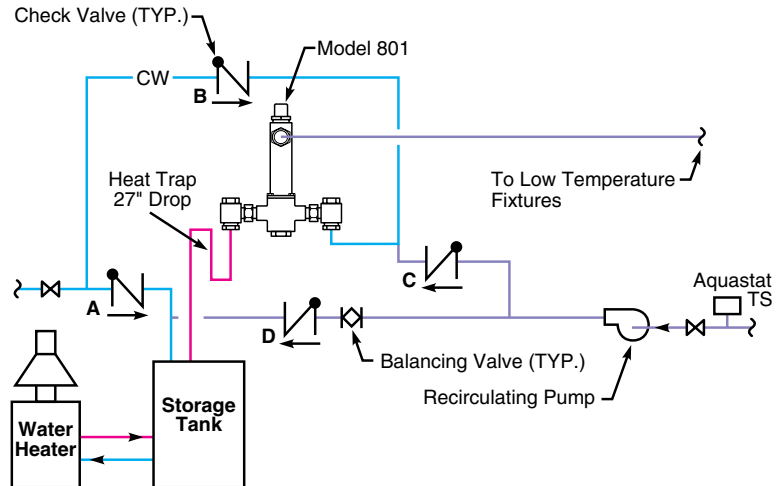 Check Valve (TYP.)
Model 801
CW
B
Heat Trap
27" Drop
To Low Temperature
Fixtures
A
C
Aquastat
TS
D
Balancing Valve (TYP.)
Recirculating Pump
Storage
Tank
Water
Heater